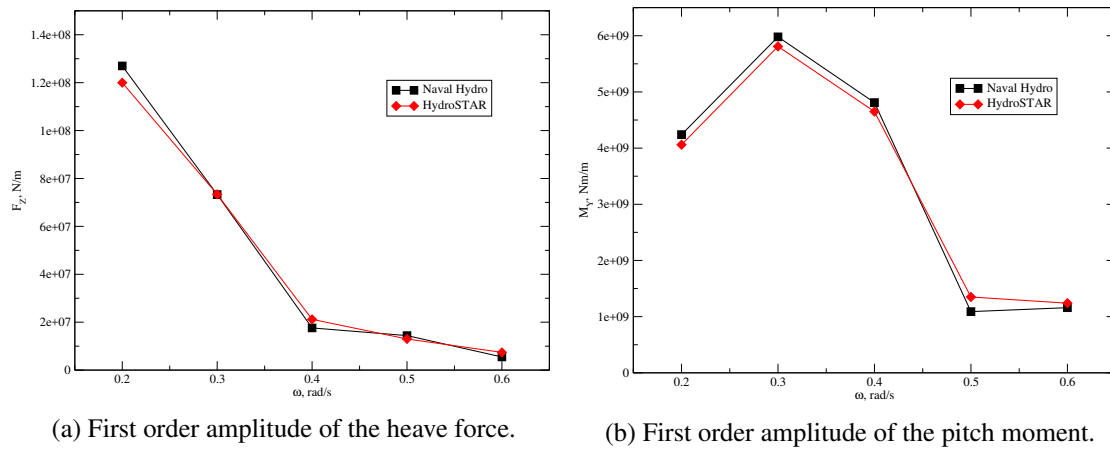 1.4e+08
1.2e+08
1e+08
8e+07
6e+07
4e+07
2e+07
0
F_Z, N/m
0.2 0.3 0.4 0.5 0.6
ω, rad/s
Naval Hydro
HydroSTAR
(a) First order amplitude of the heave force.
6e+09
5e+09
4e+09
3e+09
2e+09
1e+09
0
M_Y, Nm/m
0.2 0.3 0.4 0.5 0.6
ω, rad/s
Naval Hydro
HydroSTAR
(b) First order amplitude of the pitch moment.